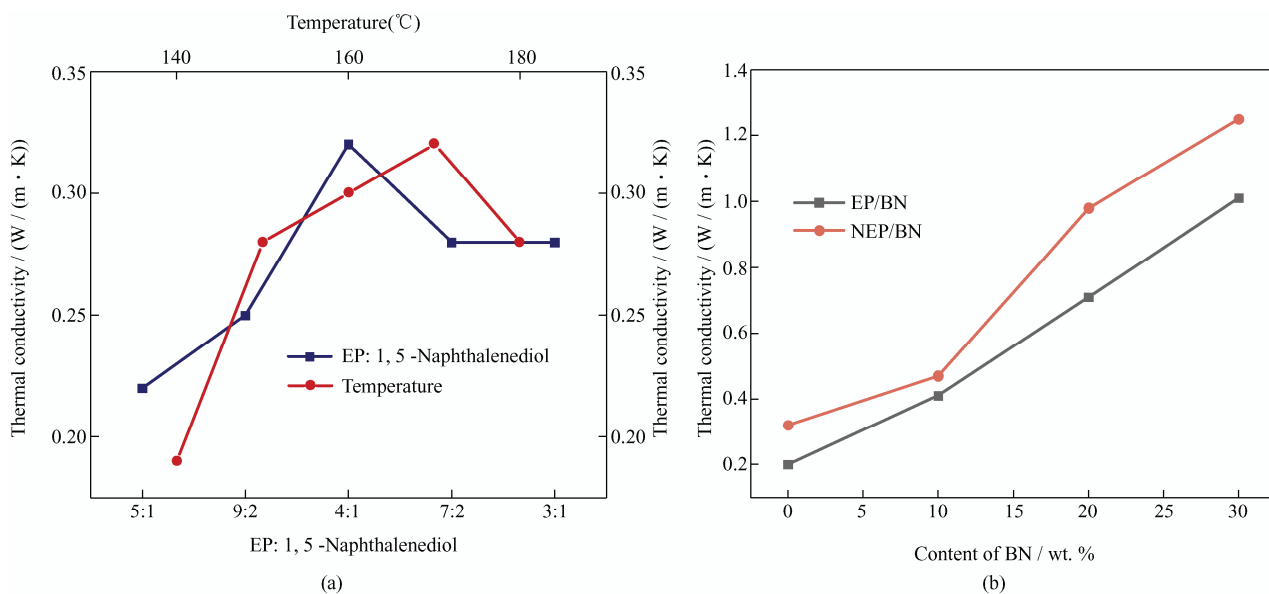 Temperature(℃)
140 160 180
0.35 0.35
0.30 0.30
0.25 0.25
0.20 0.20
Thermal conductivity / (W / (m · K))
Thermal conductivity / (W / (m · K))
EP: 1, 5 -Naphthalenediol
Temperature
5:1 9:2 4:1 7:2 3:1
EP: 1, 5 -Naphthalenediol
(a)
1.4
1.2
1.0
0.8
0.6
0.4
0.2
Thermal conductivity / (W / (m · K))
EP/BN
NEP/BN
0 5 10 15 20 25 30
Content of BN / wt. %
(b)